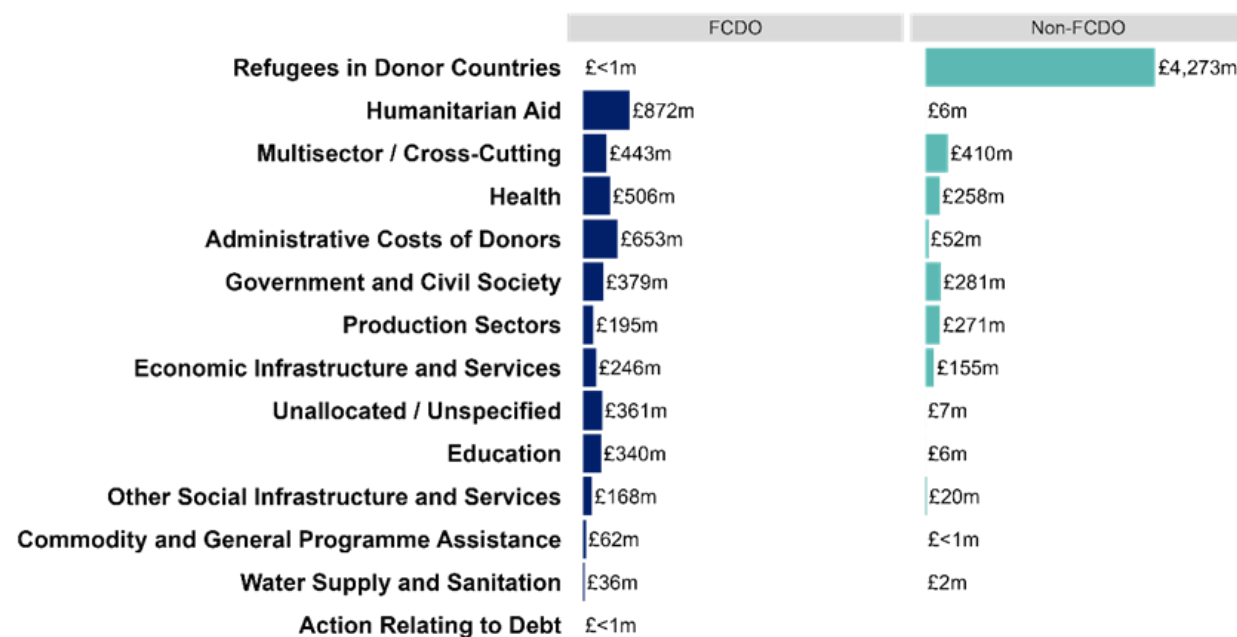 FCDO Non-FCDO
Refugees in Donor Countries £<1m £4,273m
Humanitarian Aid £872m £6m
Multisector / Cross-Cutting £443m £410m
Health £506m £258m
Administrative Costs of Donors £653m £52m
Government and Civil Society £379m £281m
Production Sectors £195m £271m
Economic Infrastructure and Services £246m £155m
Unallocated / Unspecified £361m £7m
Education £340m £6m
Other Social Infrastructure and Services £168m £20m
Commodity and General Programme Assistance £62m £<1m
Water Supply and Sanitation £36m £2m
Action Relating to Debt £<1m